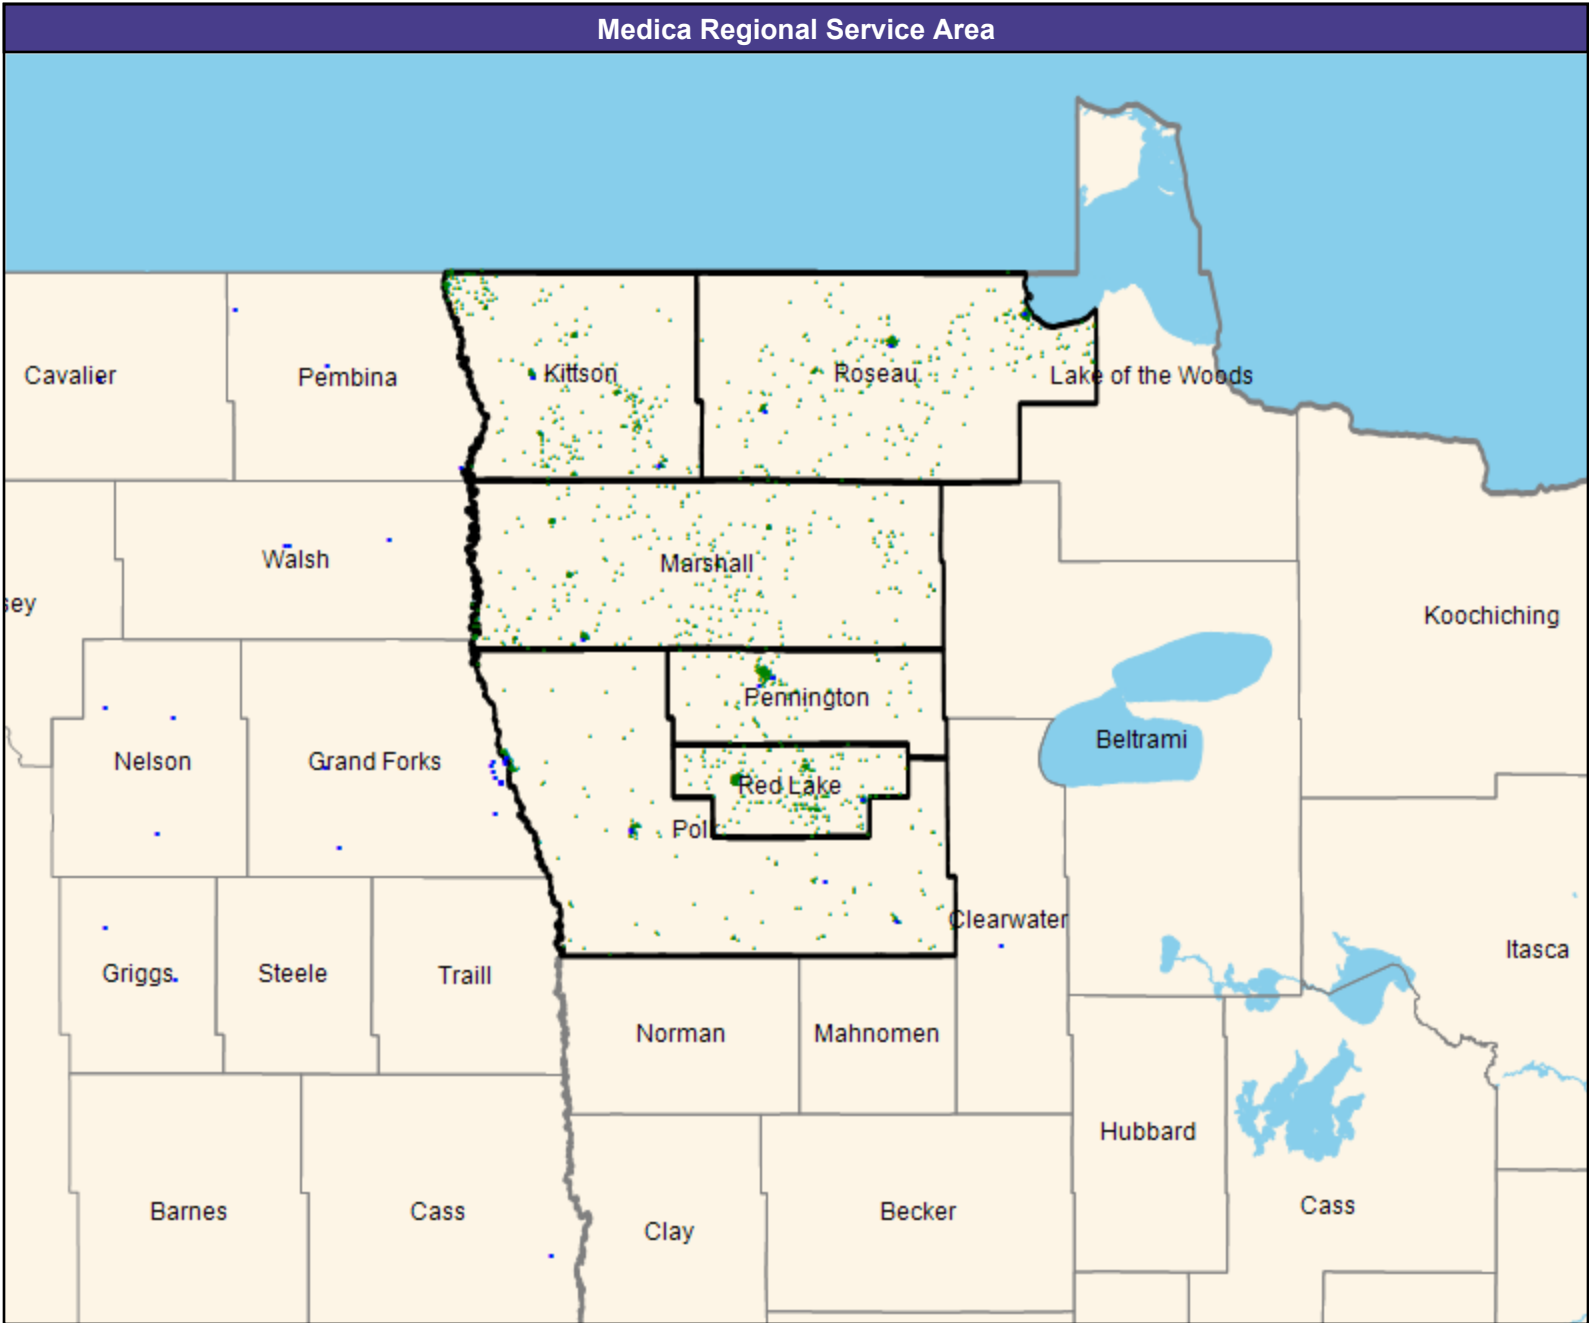 Medica Regional Service Area
Cavalier
Pembina
Kittson
Roseau
Lake of the Woods
Walsh
Marshall
sey
Koochiching
Pennington
Nelson
Grand Forks
Beltrami
Red Lake
Pol
Clearwater
Griggs
Steele
Traill
Itasca
Norman
Mahnomen
Hubbard
Barnes
Cass
Clay
Becker
Cass